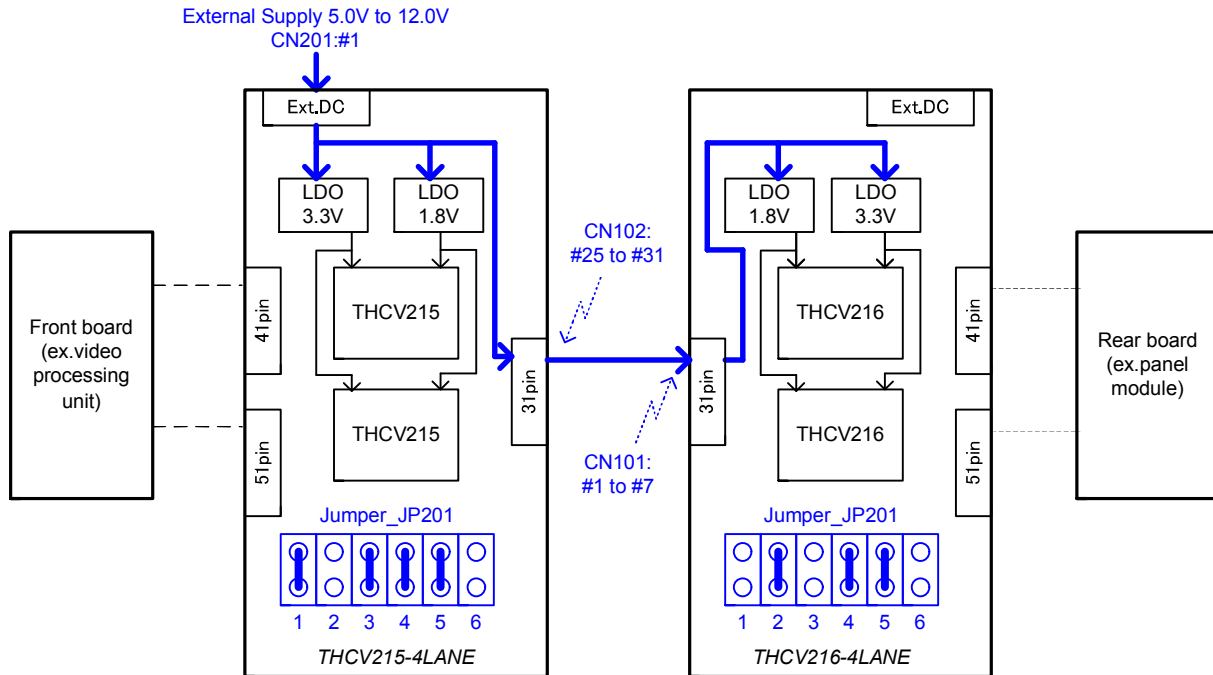 External Supply 5.0V to 12.0V
CN201:#1
Ext.DC
Ext.DC
LDO
3.3V
LDO
1.8V
LDO
1.8V
LDO
3.3V
CN102:
#25 to #31
Front board
(ex.video
processing
unit)
41pin
THCV215
31pin
31pin
THCV216
41pin
Rear board
(ex.panel
module)
51pin
THCV215
CN101:
#1 to #7
THCV216
51pin
Jumper_JP201
1 2 3 4 5 6
THCV215-4LANE
Jumper_JP201
1 2 3 4 5 6
THCV216-4LANE